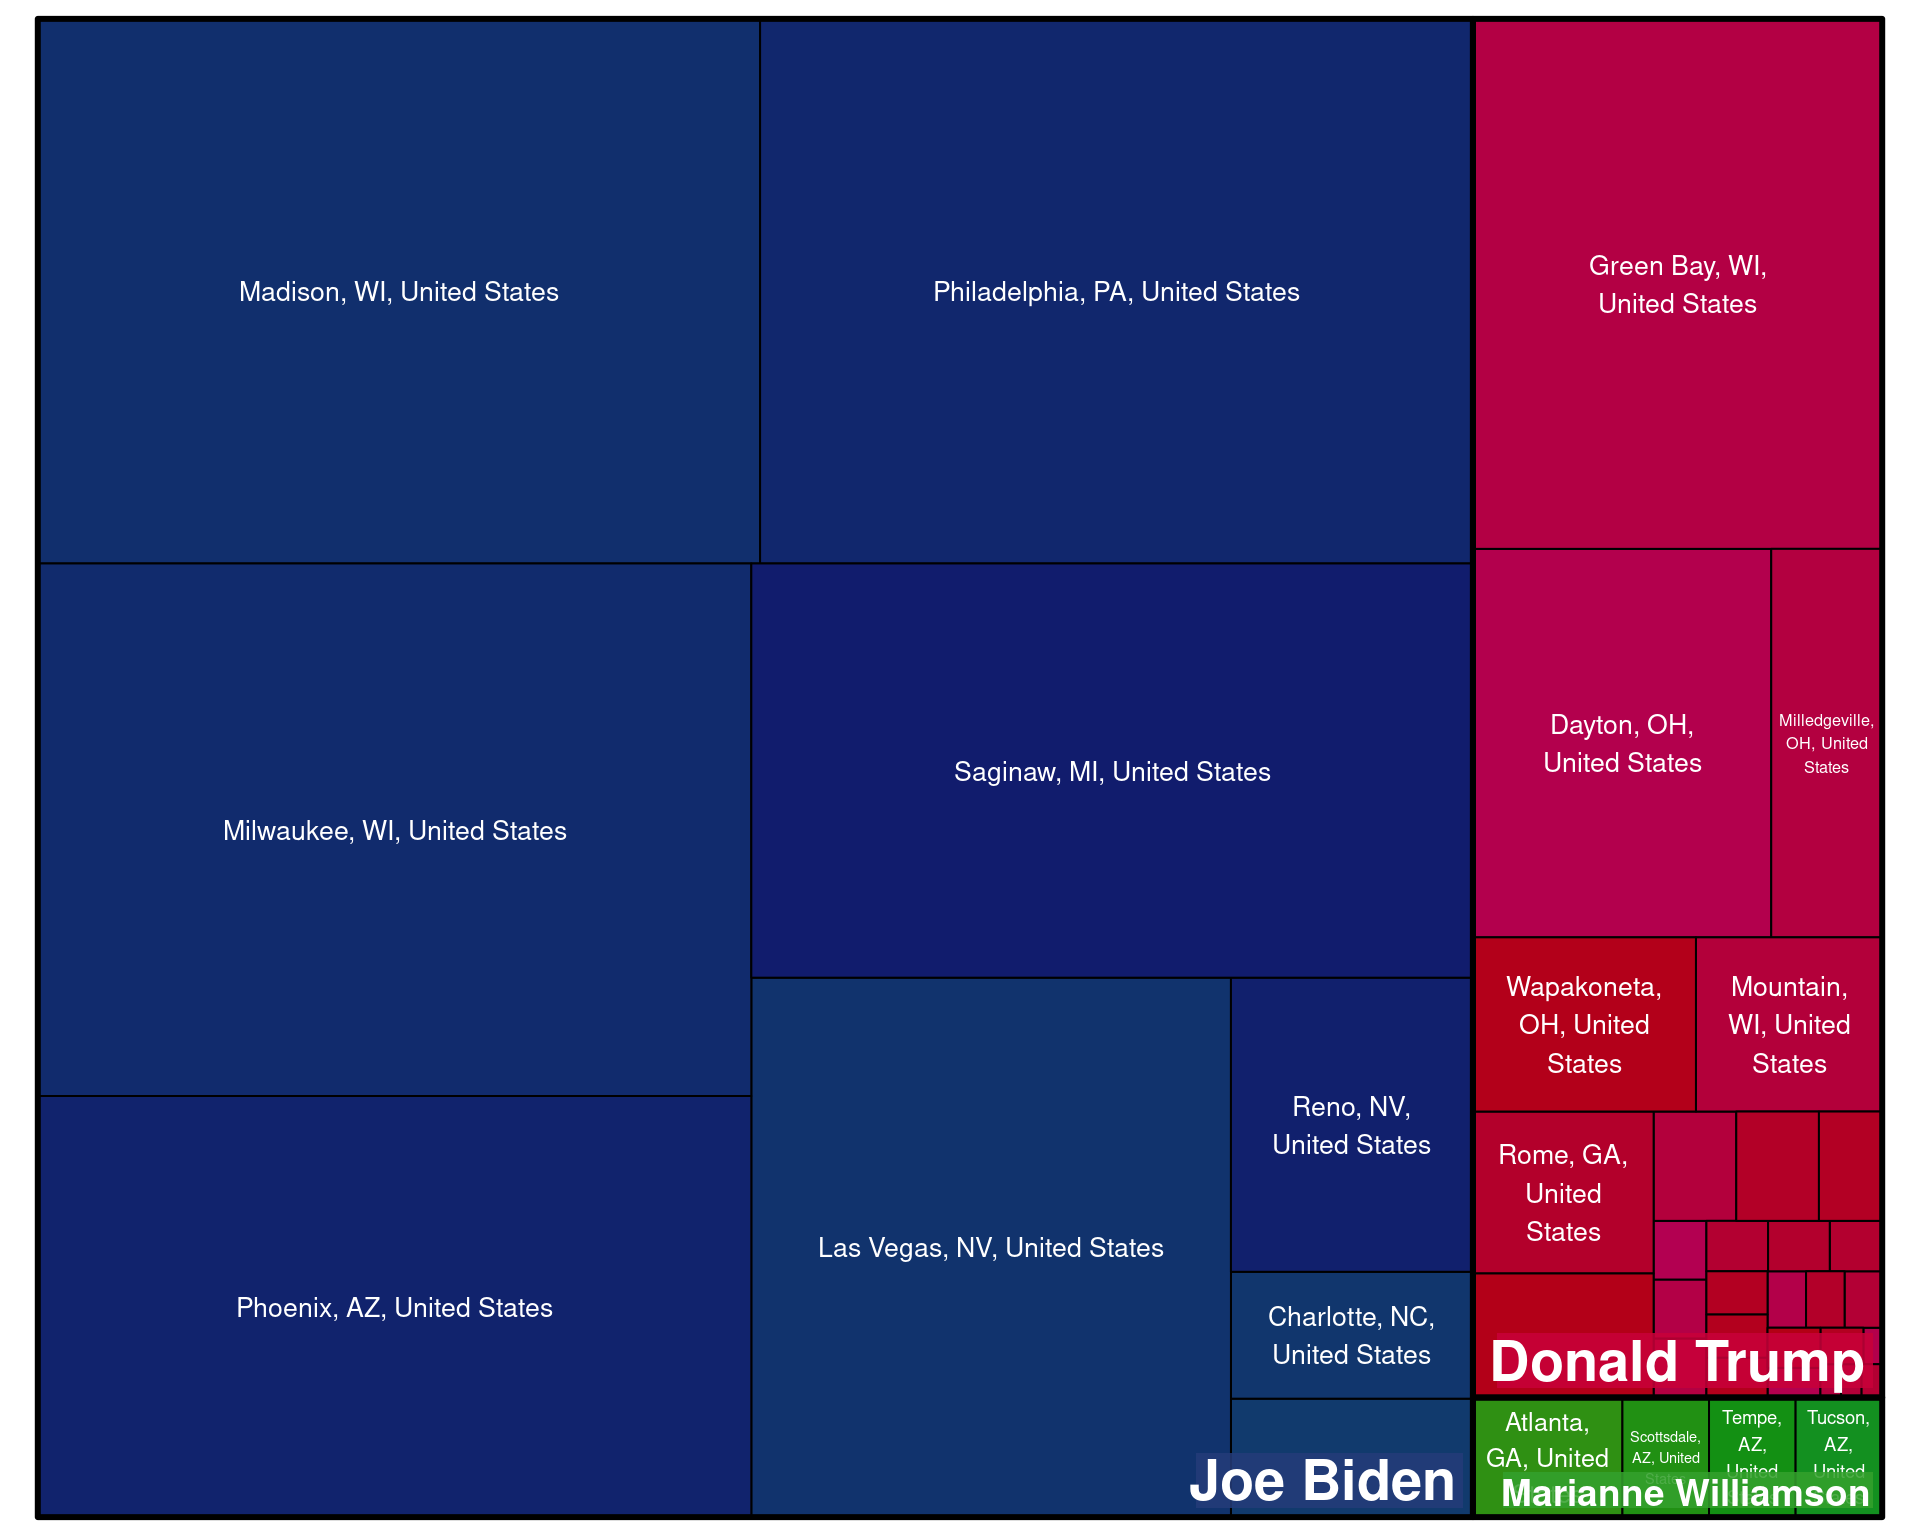 Madison, WI, United States
Philadelphia, PA, United States
Green Bay, WI,
United States
Milwaukee, WI, United States
Saginaw, MI, United States
Dayton, OH,
United States
Milledgeville,
OH, United
States
Wapakoneta,
OH, United
States
Mountain,
WI, United
States
Phoenix, AZ, United States
Las Vegas, NV, United States
Reno, NV,
United States
Charlotte, NC,
United States
Rome, GA,
United
States
Donald Trump
Joe Biden
Atlanta,
GA, United
Scottsdale,
AZ, United
States
Tempe,
AZ,
United
Tucson,
AZ,
United
Marianne Williamson